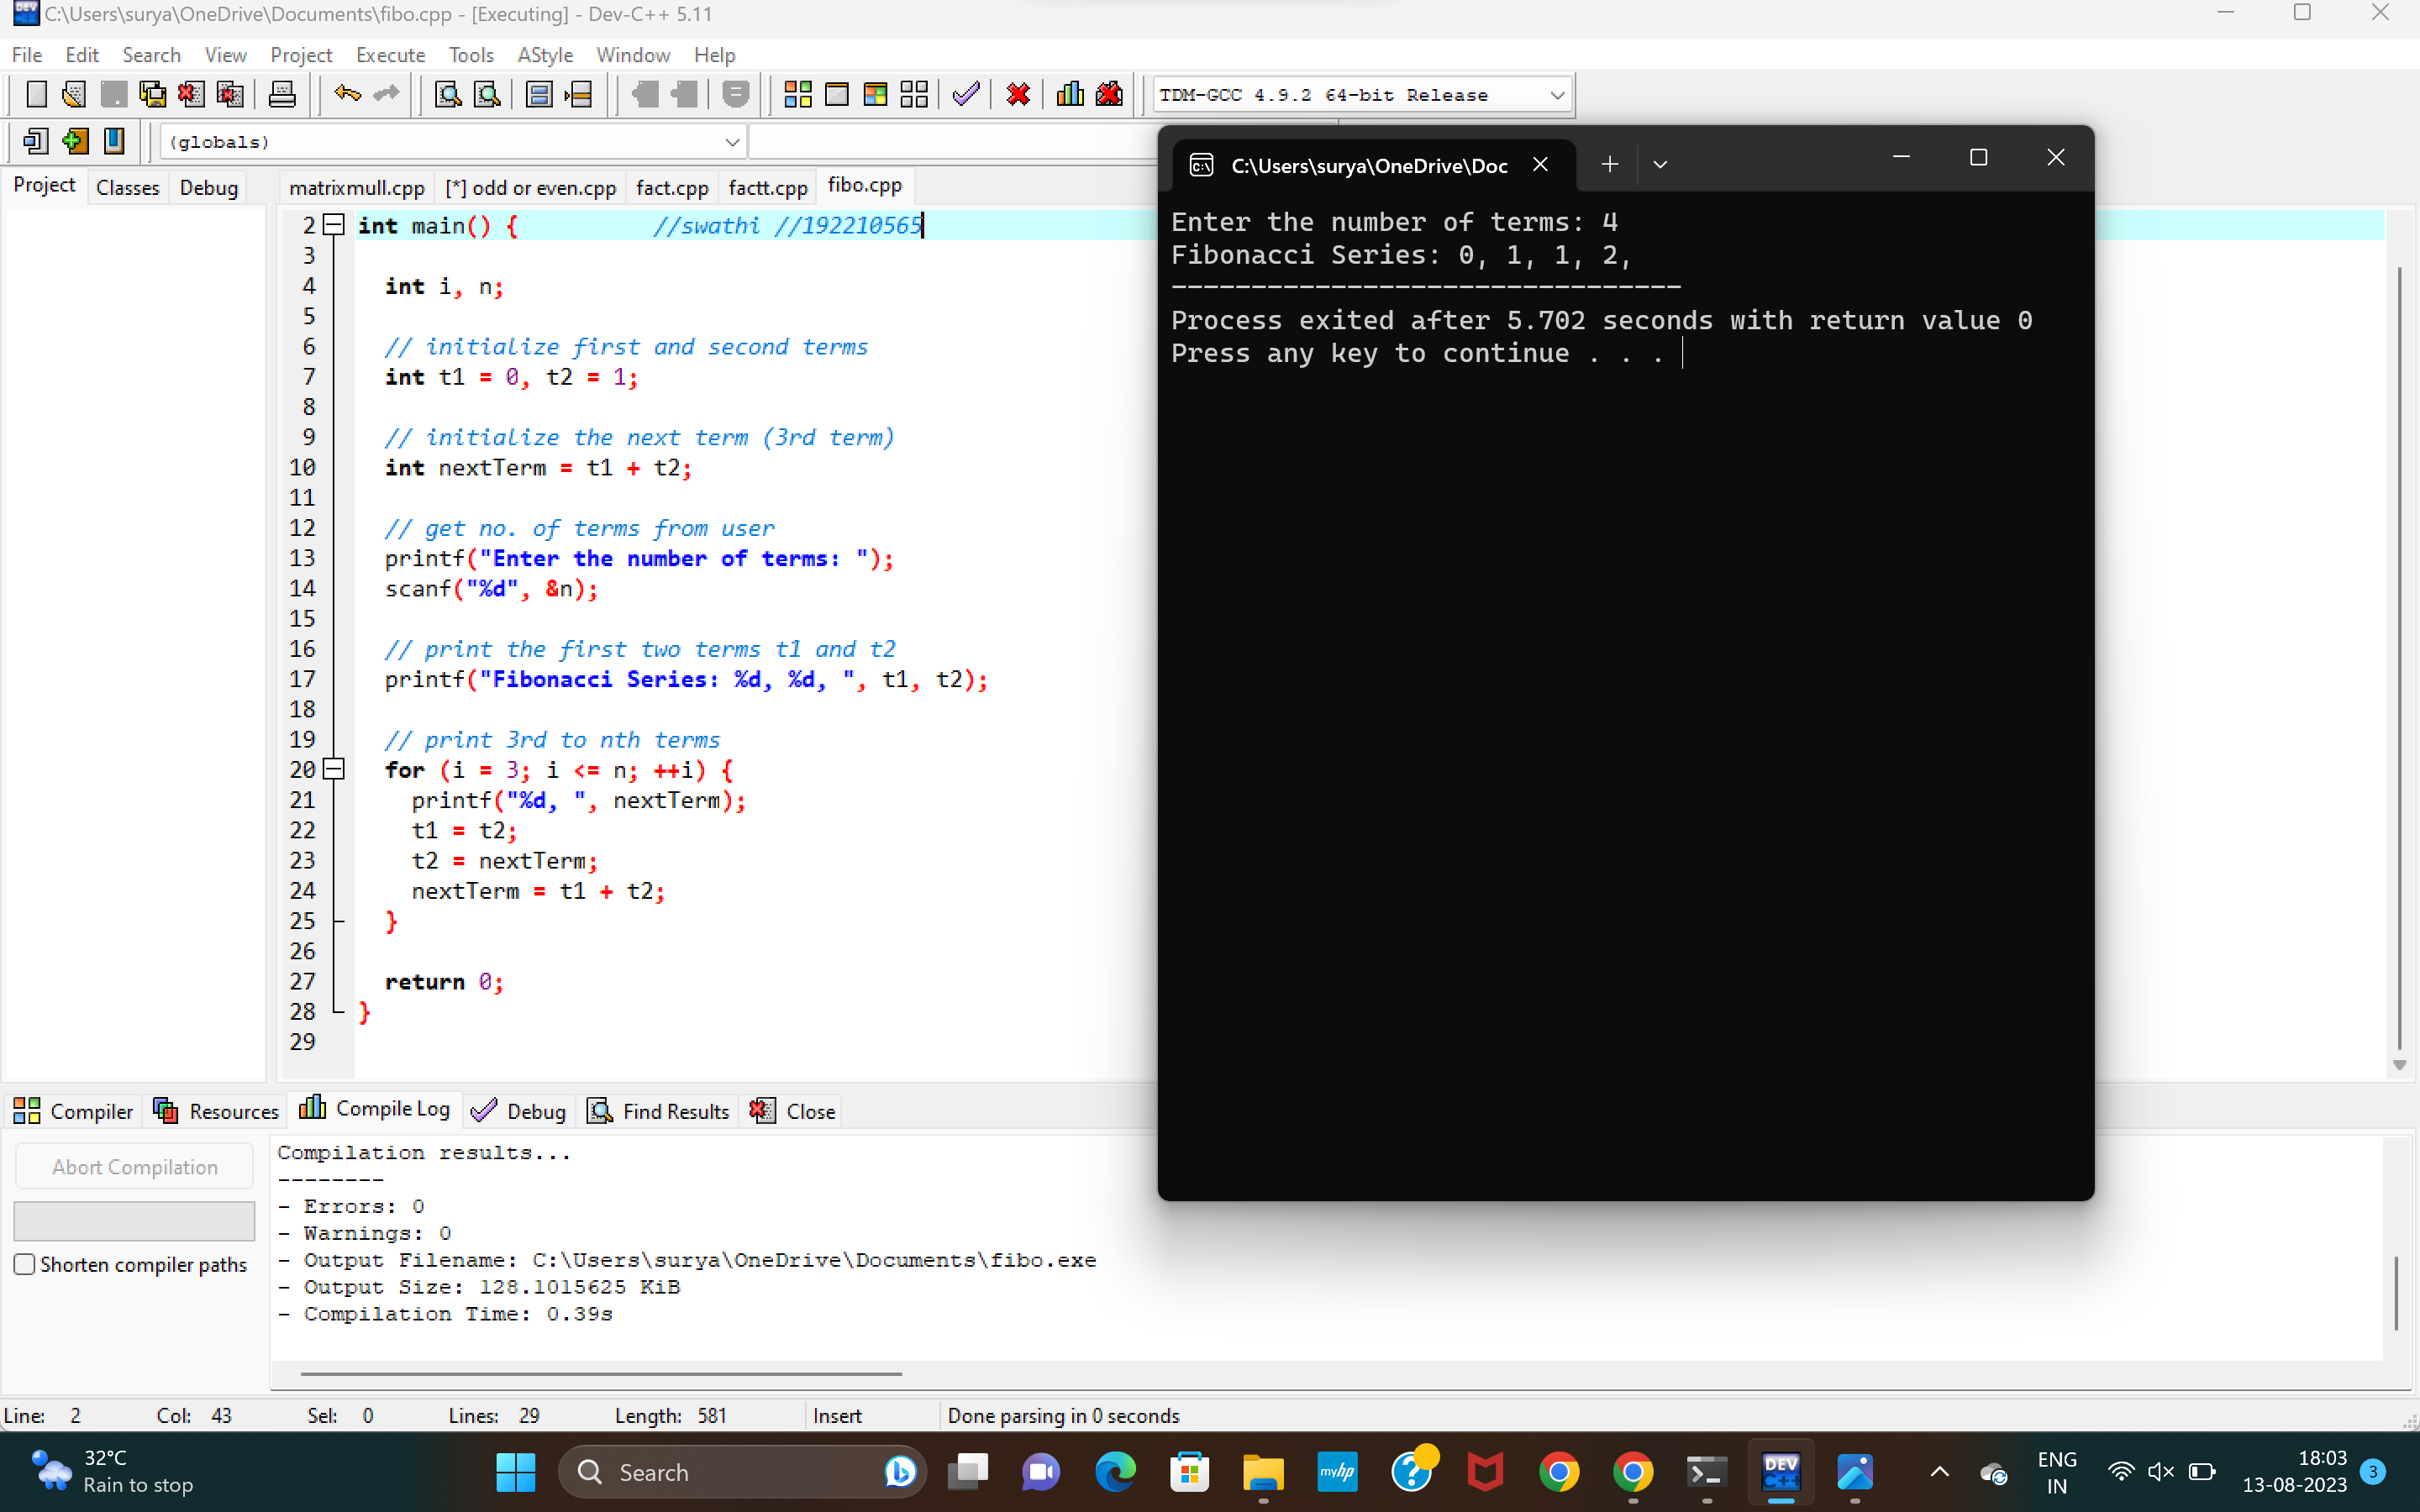 C:\Users\surya\OneDrive\Documents\fibo.cpp - [Executing] - Dev-C++ 5.11
File Edit Search View Project Execute Tools AStyle Window Help
TDM-GCC 4.9.2 64-bit Release
(globals)
Project Classes Debug
matrixmull.cpp [*] odd or even.cpp fact.cpp factt.cpp fibo.cpp
2 int main() { //swathi //192210565
3
4 int i, n;
5
6 // initialize first and second terms
7 int t1 = 0, t2 = 1;
8
9 // initialize the next term (3rd term)
10 int nextTerm = t1 + t2;
11
12 // get no. of terms from user
13 printf("Enter the number of terms: ");
14 scanf("%d", &n);
15
16 // print the first two terms t1 and t2
17 printf("Fibonacci Series: %d, %d, ", t1, t2);
18
19 // print 3rd to nth terms
20 for (i = 3; i <= n; ++i) {
21 printf("%d, ", nextTerm);
22 t1 = t2;
23 t2 = nextTerm;
24 nextTerm = t1 + t2;
25 }
26
27 return 0;
28 }
29
C:\Users\surya\OneDrive\Doc
Enter the number of terms: 4
Fibonacci Series: 0, 1, 1, 2,
--------------------------------
Process exited after 5.702 seconds with return value 0
Press any key to continue . . .
Compiler Resources Compile Log Debug Find Results Close
Abort Compilation
Shorten compiler paths
Compilation results...
--------
- Errors: 0
- Warnings: 0
- Output Filename: C:\Users\surya\OneDrive\Documents\fibo.exe
- Output Size: 128.1015625 KiB
- Compilation Time: 0.39s
Line: 2 Col: 43 Sel: 0 Lines: 29 Length: 581 Insert Done parsing in 0 seconds
32°C
Rain to stop
Search
myhp
DEV
C++
ENG
IN
18:03
13-08-2023
3